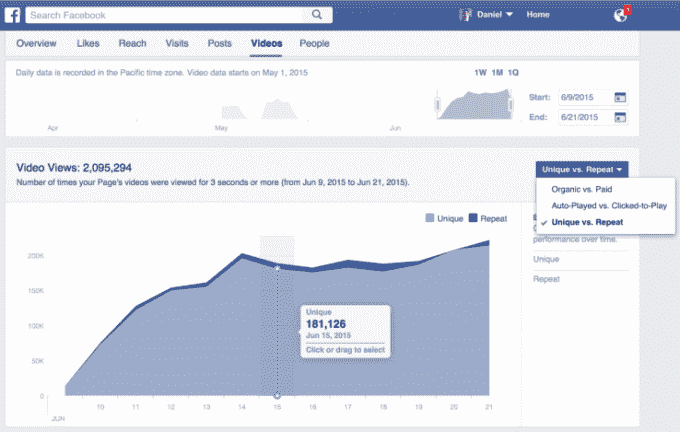 f Search Facebook Daniel Home 1
Overview Likes Reach Visits Posts Videos People
Daily data is recorded in the Pacific time zone. Video data starts on May 1, 2015
1W 1M 1Q
Start: 6/9/2015
End: 6/21/2015
Apr May Jun
Video Views: 2,095,294
Number of times your Page's videos were viewed for 3 seconds or more (from Jun 9, 2015 to Jun 21, 2015).
Unique vs. Repeat
Organic vs. Paid
Auto-Played vs. Clicked-to-Play
Unique vs. Repeat
performance over time.
Unique
Repeat
Unique Repeat
200K
150K
100K
50K
0
Unique
181,126
Jun 15, 2015
Click or drag to select
10 11 12 13 14 15 16 17 18 19 20 21
JUN